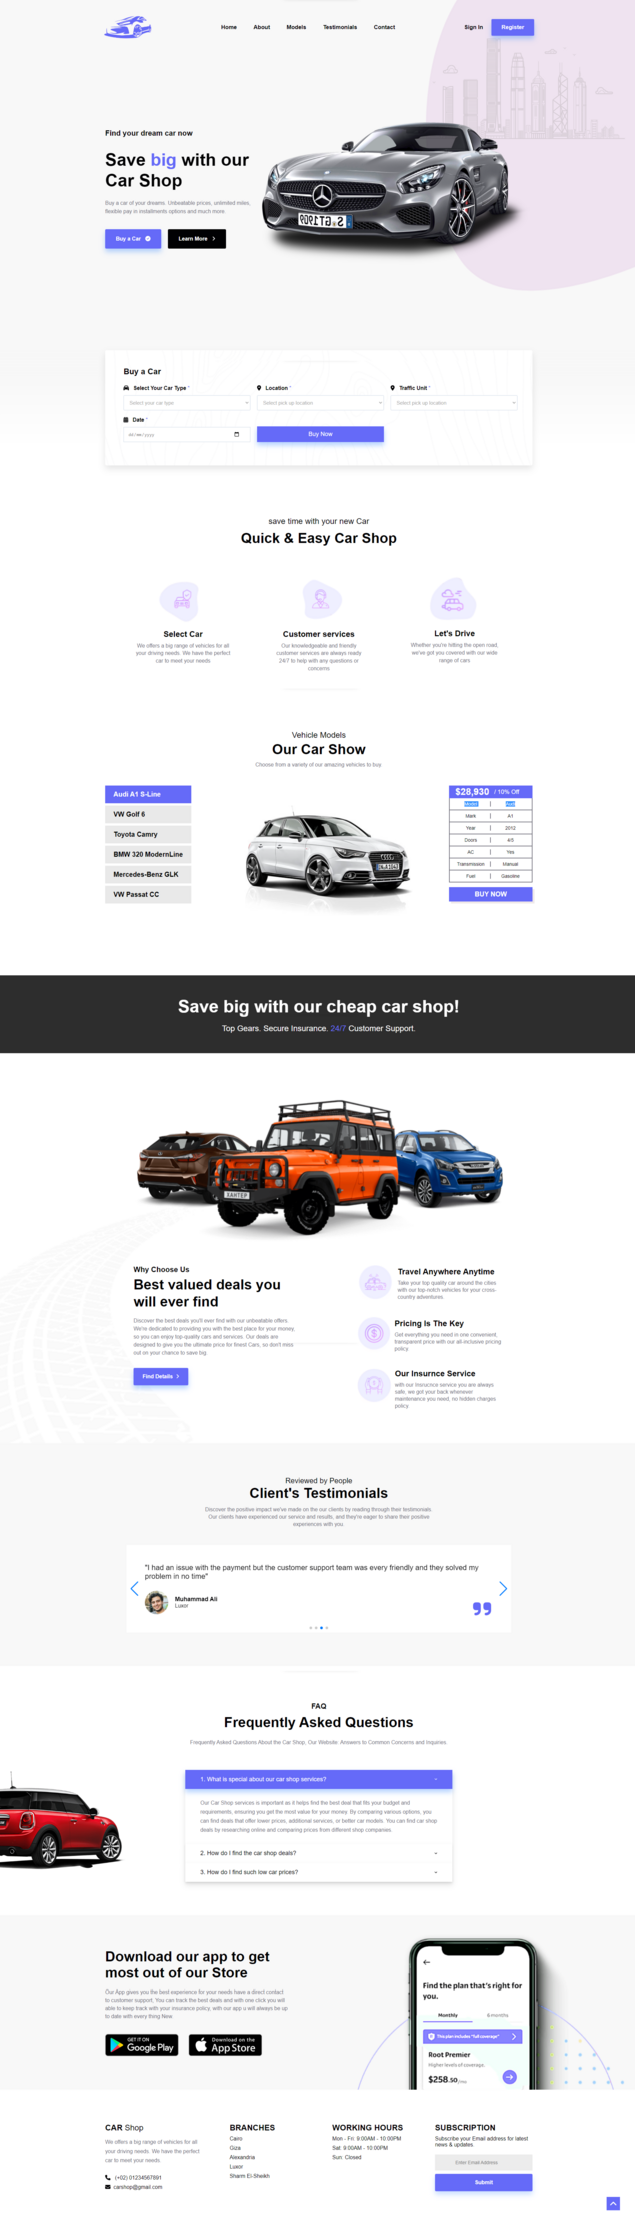 Home About Models Testimonials Contact Sign In Register
Find your dream car now
Save big with our
Car Shop
Buy a car of your dreams. Unbeatable prices, unlimited miles,
flexible pay in instalments options and much more.
Buy a Car
Learn More
Buy a Car
Select Your Car Type *
Location *
Traffic Unit *
Select your car type
Select pick up location
Select pick up location
Date *
dd/mm/yyyy
Buy Now
save time with your new Car
Quick & Easy Car Shop
Select Car
We offers a big range of vehicles for all
your driving needs. We have the perfect
car to meet your needs
Customer services
Our knowledgeable and friendly
customer services are always ready
24/7 to help with any questions or
concerns
Let's Drive
Whether you're hitting the open road,
we've got you covered with our wide
range of cars
Vehicle Models
Our Car Show
Choose from a variety of our amazing vehicles to buy
Audi A1 S-Line
VW Golf 6
Toyota Camry
BMW 320 ModernLine
Mercedes-Benz GLK
VW Passat CC
$28,930 / 10% Off
Model | Audi
Mark | A1
Year | 2012
Doors | 4/5
AC | Yes
Transmission | Manual
Fuel | Gasoline
BUY NOW
Save big with our cheap car shop!
Top Gears. Secure Insurance. 24/7 Customer Support.
ХАНТЕР
Why Choose Us
Best valued deals you
will ever find
Discover the best deals you'll ever find with our unbeatable offers.
We're dedicated to providing you with the best place for your money,
so you can enjoy top-quality cars and services. Our deals are
designed to give you the ultimate price for finest Cars, so don't miss
out on your chance to save big.
Find Details
Travel Anywhere Anytime
Take your top quality car around the cities
with our top-notch vehicles for your cross-
country adventures.
Pricing Is The Key
Get everything you need in one convenient,
transparent price with our all-inclusive pricing
policy.
Our Insurnce Service
with our Insurnce service you are always
safe, we got your back whenever
maintenance you need, no hidden charges
policy.
Reviewed by People
Client's Testimonials
Discover the positive impact we've made on the our clients by reading through their testimonials.
Our clients have experienced our service and results, and they're eager to share their positive
experiences with you.
"I had an issue with the payment but the customer support team was every friendly and they solved my
problem in no time"
Muhammad Ali
Luxor
FAQ
Frequently Asked Questions
Frequently Asked Questions About the Car Shop, Our Website. Answers to Common Concerns and Inquiries.
1. What is special about our car shop services?
Our Car Shop services is important as it helps find the best deal that fits your budget and
requirements, ensuring you get the most value for your money. By comparing various options, you
can find deals that offer lower prices, additional services, or better car models. You can find car shop
deals by researching online and comparing prices from different shop companies.
2. How do I find the car shop deals?
3. How do I find such low car prices?
Download our app to get
most out of our Store
Our App gives you the best experience for your needs have a direct contact
to customer support, You can track the best deals and with one click you will
able to keep track with your insurance policy, with our app u will always be up
to date with every thing New.
GET IT ON
Google Play
Download on the
App Store
Find the plan that's right for
you.
Monthly
6 months
This plan includes "full coverage"
Root Premier
Higher levels of coverage.
$258.50/mo
CAR Shop
We offers a big range of vehicles for all
your driving needs. We have the perfect
car to meet your needs.
(+02) 01234567891
carshop@gmail.com
BRANCHES
Cairo
Giza
Alexandria
Luxor
Sharm El-Sheikh
WORKING HOURS
Mon - Fri: 9:00AM - 10:00PM
Sat: 9:00AM - 10:00PM
Sun: Closed
SUBSCRIPTION
Subscribe your Email address for latest
news & updates.
Enter Email Address
Submit